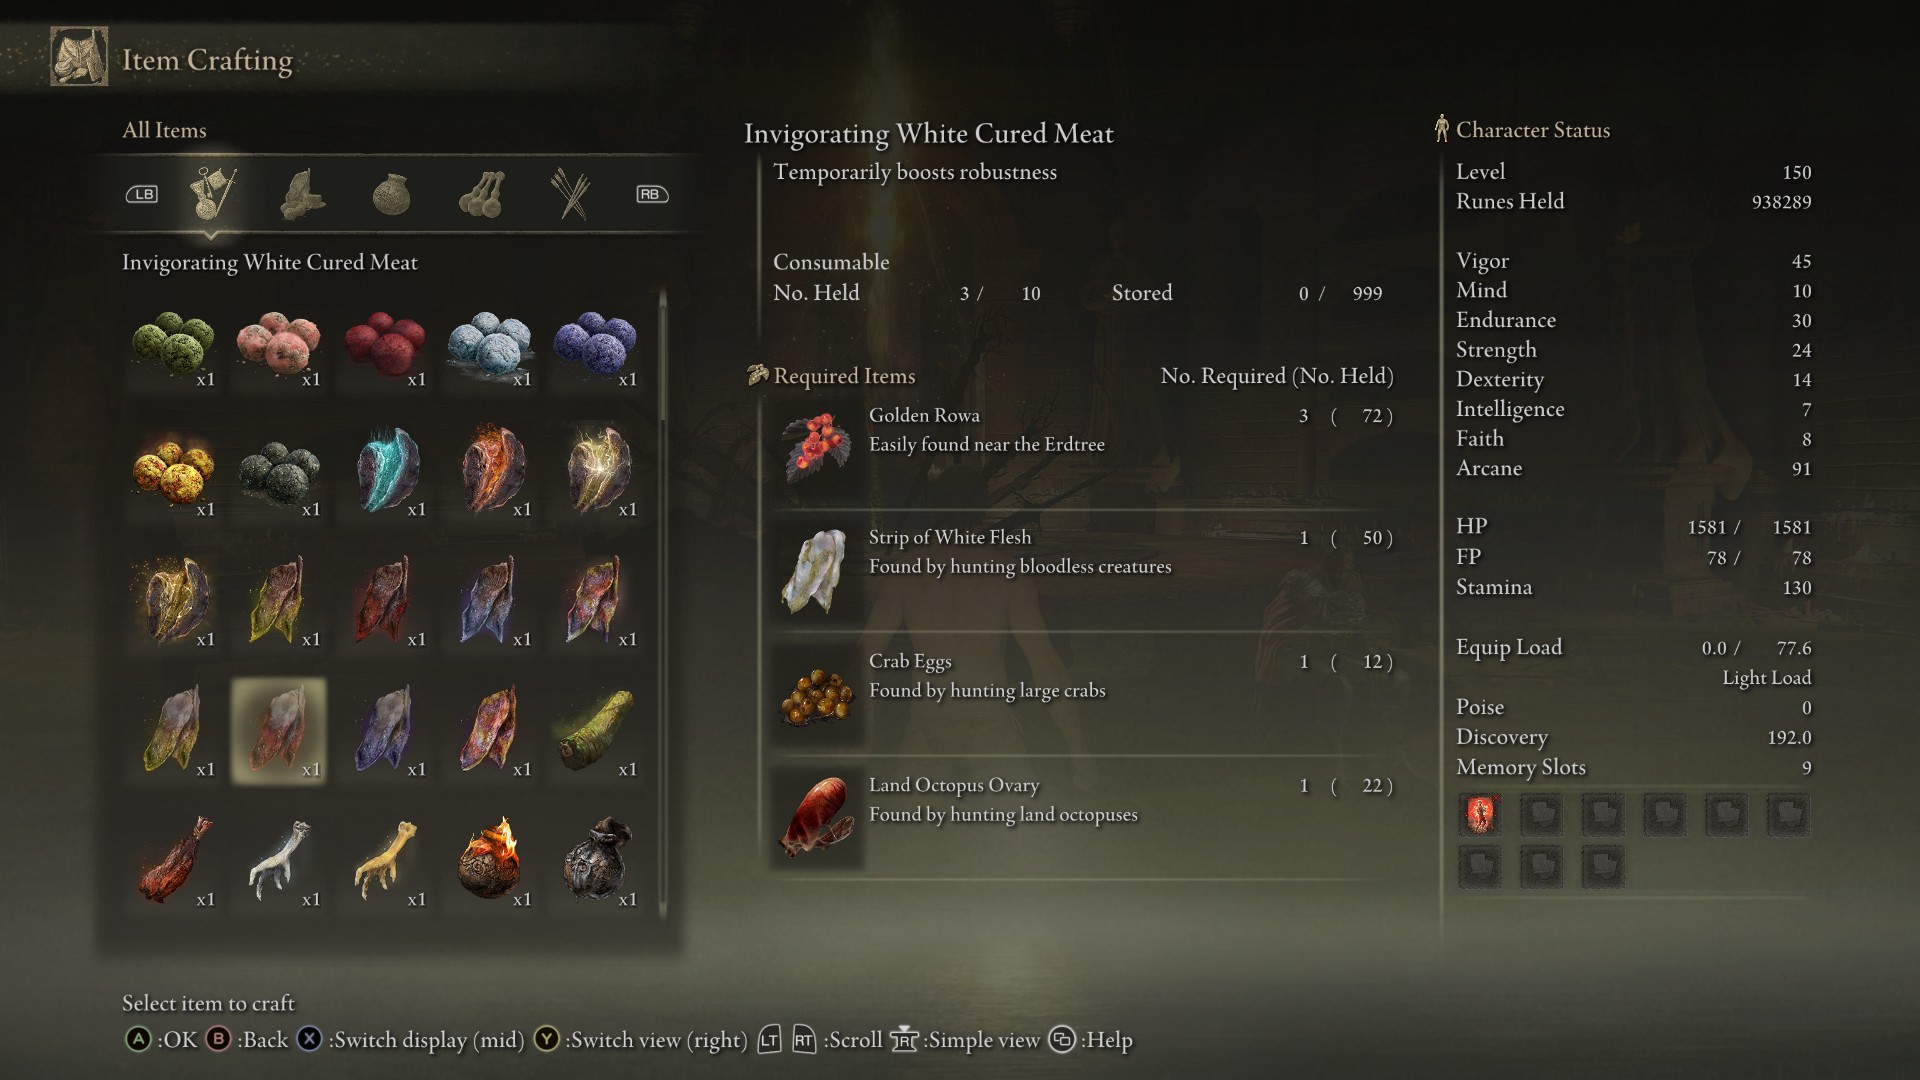 Item Crafting
All Items
LB
RB
Invigorating White Cured Meat
x1 x1 x1 x1 x1
x1 x1 x1 x1 x1
x1 x1 x1 x1 x1
x1 x1 x1 x1 x1
x1 x1 x1 x1 x1
Invigorating White Cured Meat
Temporarily boosts robustness
Consumable
No. Held 3 / 10 Stored 0 / 999
Required Items No. Required (No. Held)
Golden Rowa 3 ( 72 )
Easily found near the Erdtree
Strip of White Flesh 1 ( 50 )
Found by hunting bloodless creatures
Crab Eggs 1 ( 12 )
Found by hunting large crabs
Land Octopus Ovary 1 ( 22 )
Found by hunting land octopuses
Character Status
Level 150
Runes Held 938289
Vigor 45
Mind 10
Endurance 30
Strength 24
Dexterity 14
Intelligence 7
Faith 8
Arcane 91
HP 1581 / 1581
FP 78 / 78
Stamina 130
Equip Load 0.0 / 77.6
Light Load
Poise 0
Discovery 192.0
Memory Slots 9
Select item to craft
A :OK B :Back X :Switch display (mid) Y :Switch view (right) LT RT :Scroll R :Simple view :Help